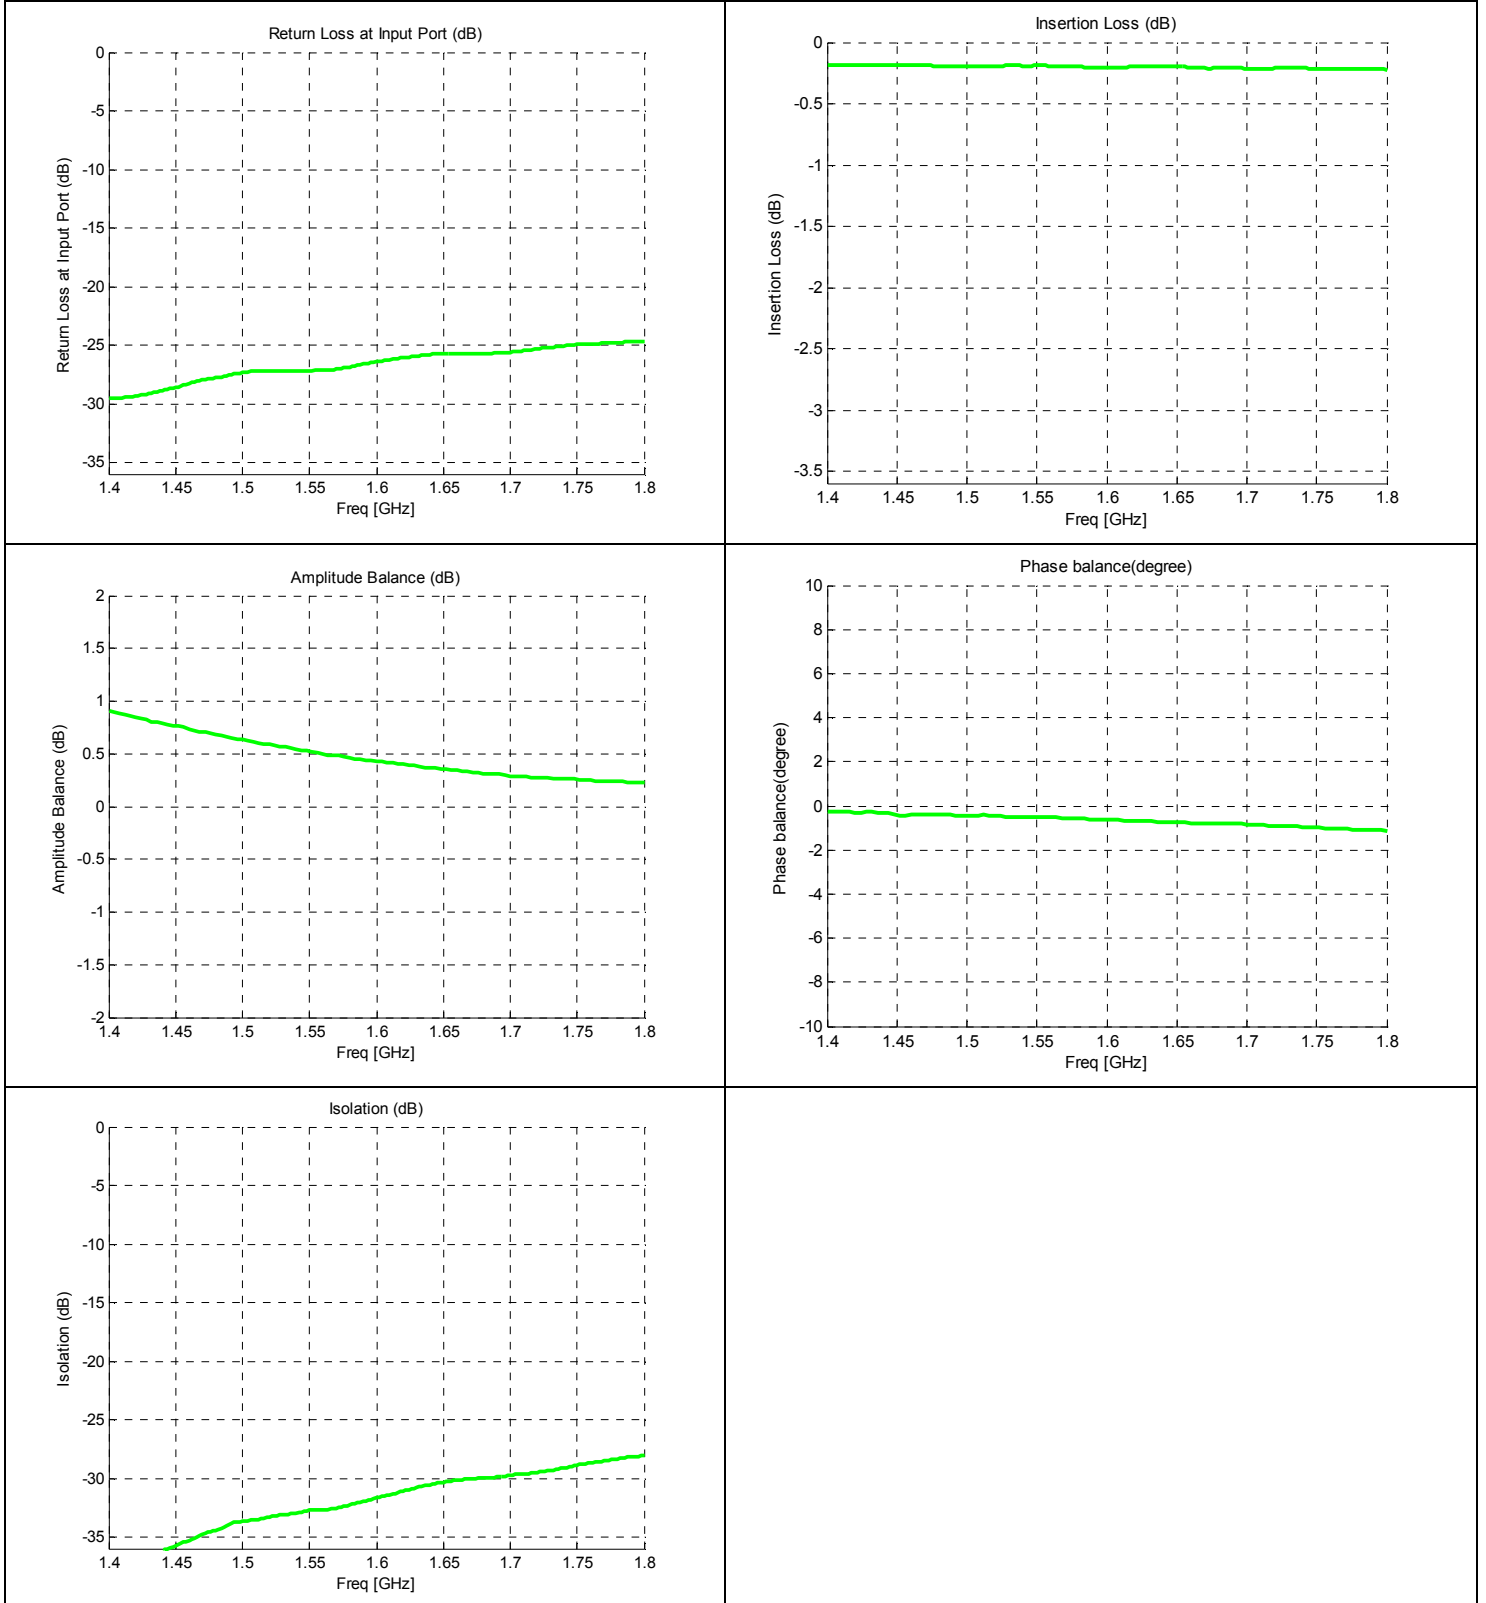 Return Loss at Input Port (dB)
0
-5
-10
-15
-20
-25
-30
-35
Return Loss at Input Port (dB)
1.4 1.45 1.5 1.55 1.6 1.65 1.7 1.75 1.8
Freq [GHz]
Insertion Loss (dB)
0
-0.5
-1
-1.5
-2
-2.5
-3
-3.5
Insertion Loss (dB)
1.4 1.45 1.5 1.55 1.6 1.65 1.7 1.75 1.8
Freq [GHz]
Amplitude Balance (dB)
2
1.5
1
0.5
0
-0.5
-1
-1.5
-2
Amplitude Balance (dB)
1.4 1.45 1.5 1.55 1.6 1.65 1.7 1.75 1.8
Freq [GHz]
Phase balance(degree)
10
8
6
4
2
0
-2
-4
-6
-8
-10
Phase balance(degree)
1.4 1.45 1.5 1.55 1.6 1.65 1.7 1.75 1.8
Freq [GHz]
Isolation (dB)
0
-5
-10
-15
-20
-25
-30
-35
Isolation (dB)
1.4 1.45 1.5 1.55 1.6 1.65 1.7 1.75 1.8
Freq [GHz]